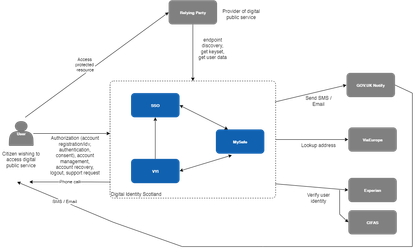 Relying Party
Provider of digital
public service
Access
protected
resource
endpoint
discovery,
get keyset,
get user data
User
Citizen wishing to
access digital
public service
Authorization (account
registration/idv,
authentication,
consent), account
management,
account recovery,
logout, support request
Phone call
SMS / Email
SSO
MySafe
VYI
Digital Identity Scotland
Send SMS /
Email
GOV.UK Notify
Lookup address
Verify user
identity
Experian
CIFAS